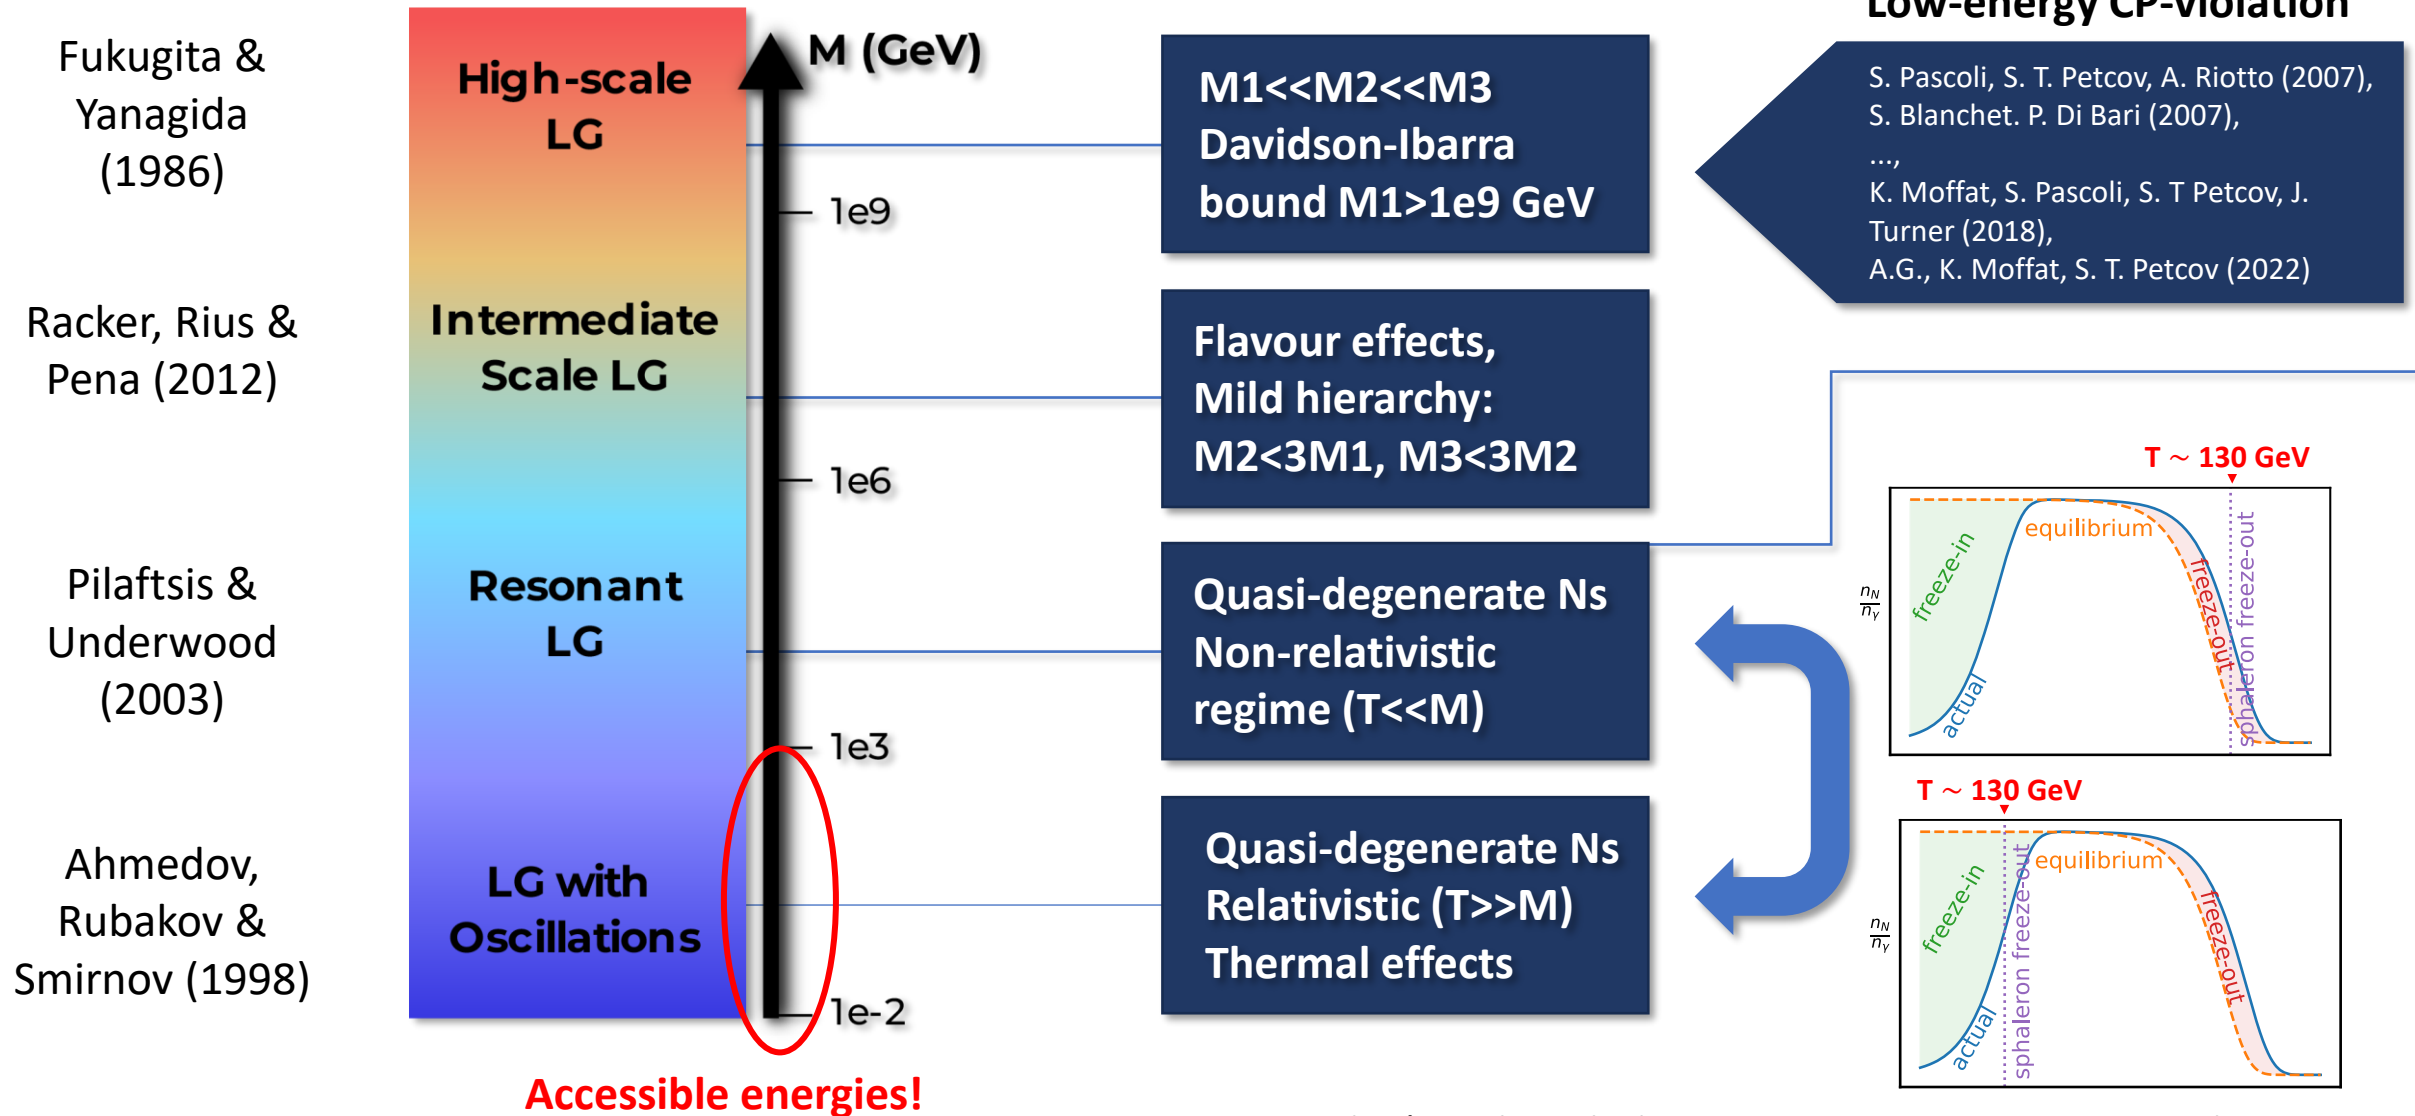 Low-energy CP-violation
Fukugita &
Yanagida
(1986)
High-scale
LG
M (GeV)
1e9
M1<<M2<<M3
Davidson-Ibarra
bound M1>1e9 GeV
S. Pascoli, S. T. Petcov, A. Riotto (2007),
S. Blanchet. P. Di Bari (2007),
...,
K. Moffat, S. Pascoli, S. T Petcov, J.
Turner (2018),
A.G., K. Moffat, S. T. Petcov (2022)
Racker, Rius &
Pena (2012)
Intermediate
Scale LG
1e6
Flavour effects,
Mild hierarchy:
M2<3M1, M3<3M2
Pilaftsis &
Underwood
(2003)
Resonant
LG
1e3
Quasi-degenerate Ns
Non-relativistic
regime (T<<M)
T ∼ 130 GeV
equilibrium
freeze-in
freeze-out
sphaleron freeze-out
actual
n_N
n_γ
Ahmedov,
Rubakov &
Smirnov (1998)
LG with
Oscillations
1e-2
Quasi-degenerate Ns
Relativistic (T>>M)
Thermal effects
T ∼ 130 GeV
equilibrium
freeze-in
freeze-out
sphaleron freeze-out
actual
n_N
n_γ
Accessible energies!